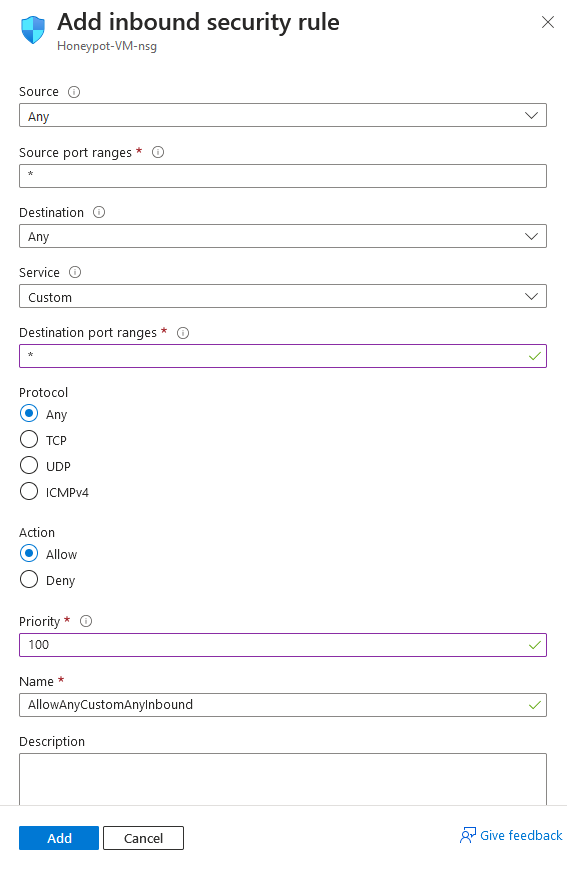 Add inbound security rule
Honeypot-VM-nsg
Source
Any
Source port ranges *
*
Destination
Any
Service
Custom
Destination port ranges *
*
Protocol
Any
TCP
UDP
ICMPv4
Action
Allow
Deny
Priority *
100
Name *
AllowAnyCustomAnyInbound
Description
Add Cancel Give feedback